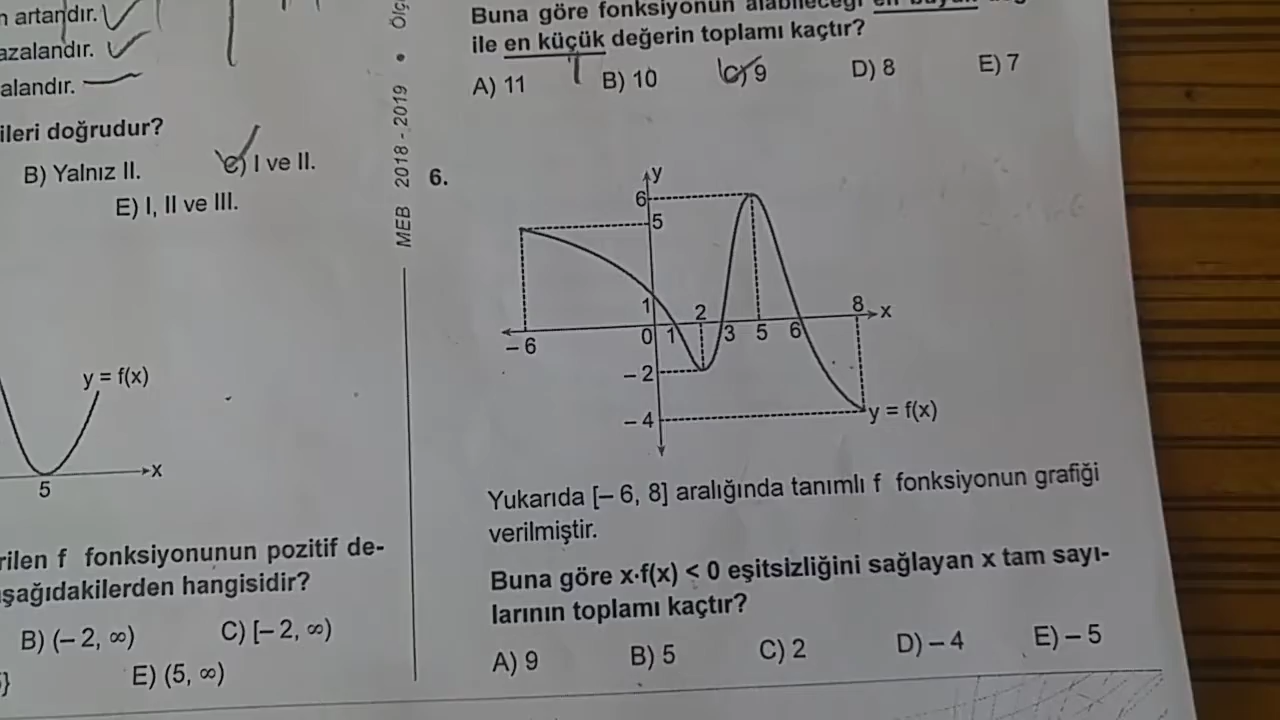 artandır.
azalandır.
alandır.
ileri doğrudur?
B) Yalnız II.
C) I ve II.
E) I, II ve III.
y = f(x)
x
5
rilen f fonksiyonunun pozitif de-
şağıdakilerden hangisidir?
B) (– 2, ∞)
C) [– 2, ∞)
E) (5, ∞)
MEB 2018 - 2019 •
Buna göre fonksiyonun alabileceği en büyük
ile en küçük değerin toplamı kaçtır?
A) 11
B) 10
C) 9
D) 8
E) 7
6.
y
6
5
1
2
8
x
– 6
0
1
3
5
6
– 2
– 4
y = f(x)
Yukarıda [– 6, 8] aralığında tanımlı f fonksiyonun grafiği
verilmiştir.
Buna göre x·f(x) < 0 eşitsizliğini sağlayan x tam sayı-
larının toplamı kaçtır?
A) 9
B) 5
C) 2
D) – 4
E) – 5